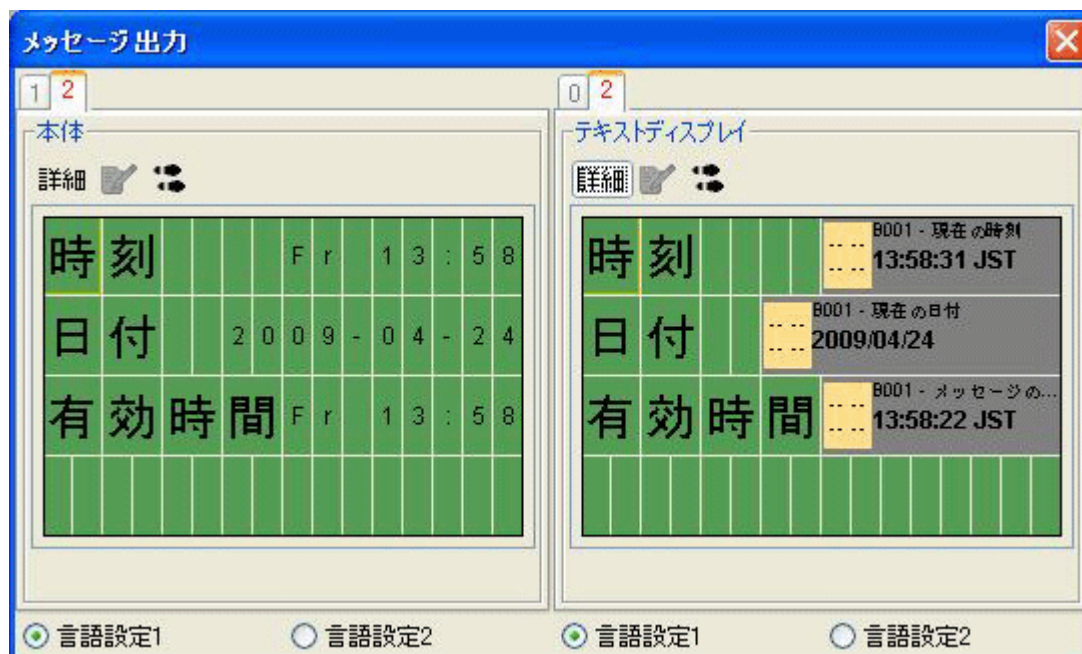 メッセージ出力
1 2
本体
詳細
時刻 Fr 13:58
日付 2009-04-24
有効時間 Fr 13:58
言語設定1 言語設定2
0 2
テキストディスプレイ
詳細
時刻 B001 - 現在の時刻
13:58:31 JST
日付 B001 - 現在の日付
2009/04/24
有効時間 B001 - メッセージの...
13:58:22 JST
言語設定1 言語設定2